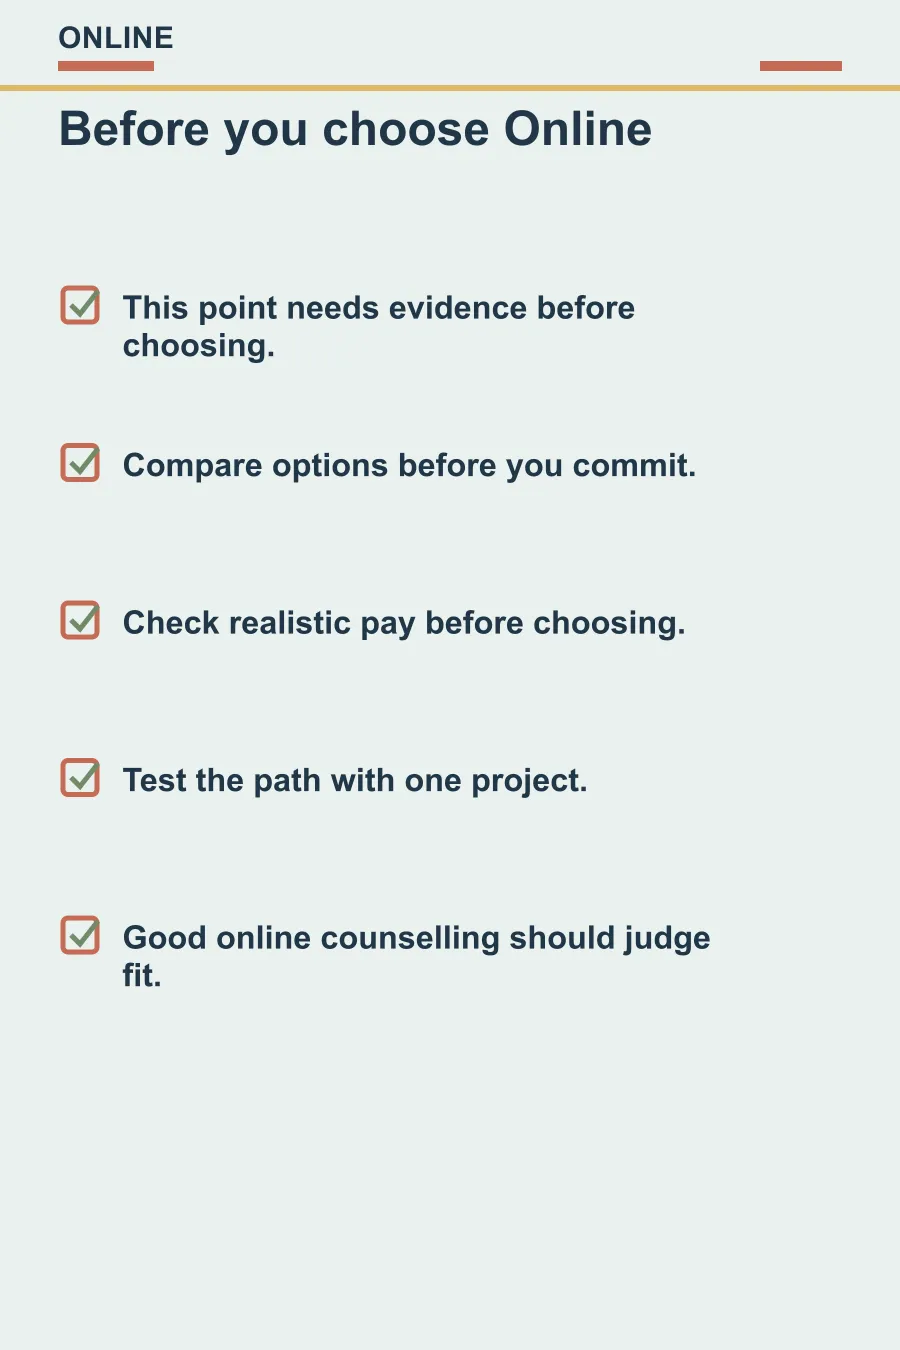 ONLINE
Before you choose Online
This point needs evidence before
choosing.
Compare options before you commit.
Check realistic pay before choosing.
Test the path with one project.
Good online counselling should judge
fit.